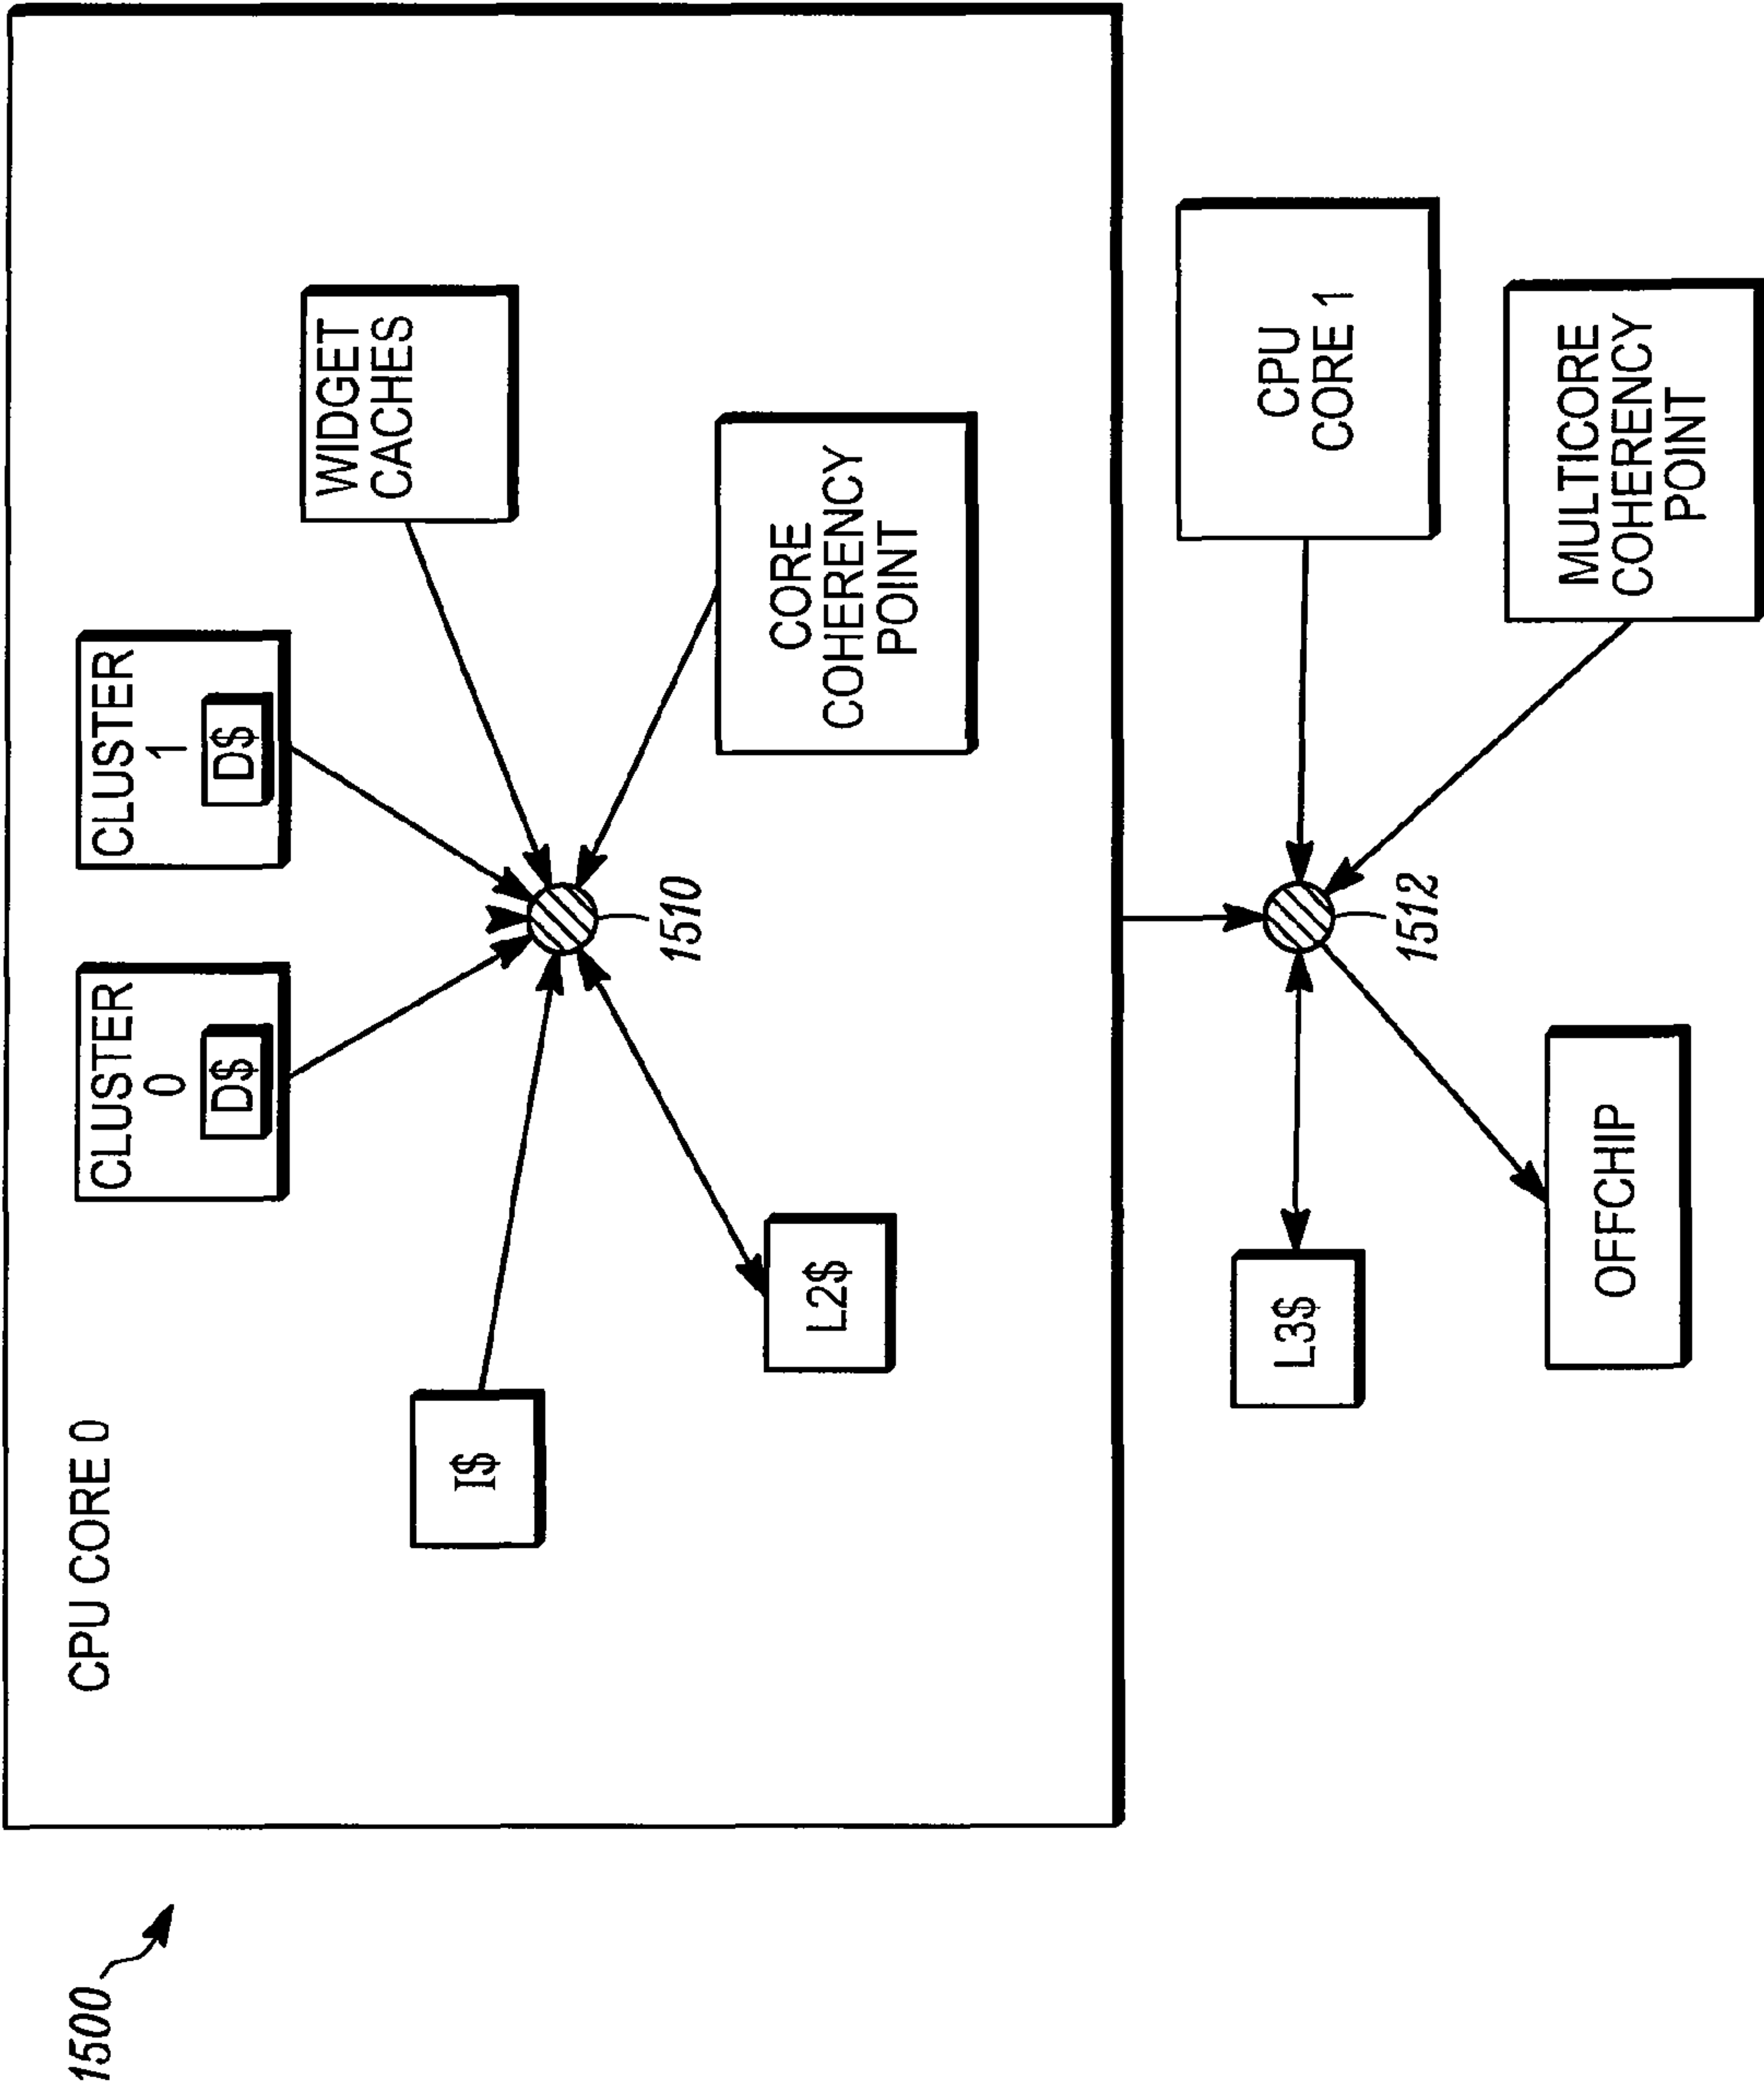 1500
CPU CORE 0
CLUSTER
0
D$
CLUSTER
1
D$
WIDGET
CACHES
I$
1510
L2$
CORE
COHERENCY
POINT
L3$
1512
CPU
CORE 1
OFFCHIP
MULTICORE
COHERENCY
POINT